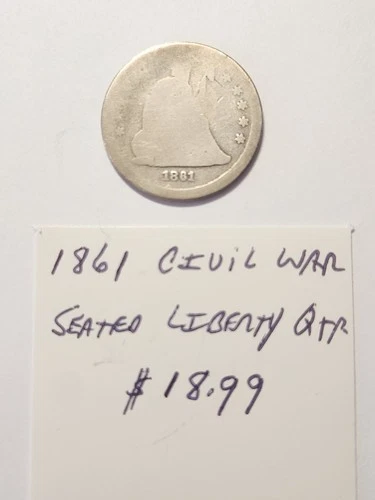 1861
1861 CIVIL WAR
SEATED LIBERTY QTR
$18.99